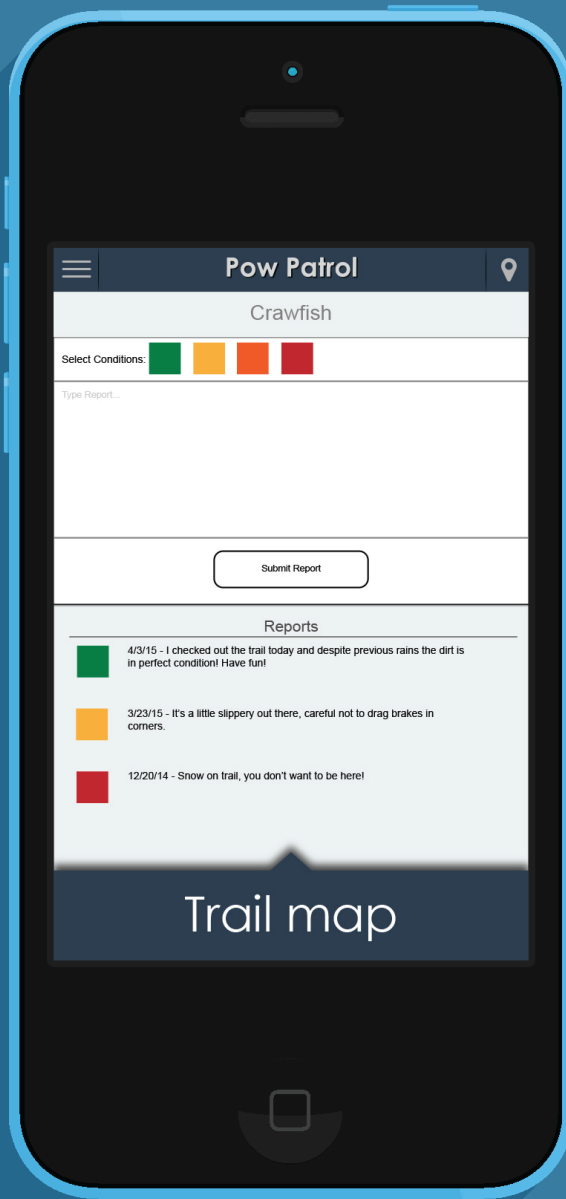 Pow Patrol
Crawfish
Select Conditions:
Type Report...
Submit Report
Reports
4/3/15 - I checked out the trail today and despite previous rains the dirt is
in perfect condition! Have fun!
3/23/15 - It's a little slippery out there, careful not to drag brakes in
corners.
12/20/14 - Snow on trail, you don't want to be here!
Trail map